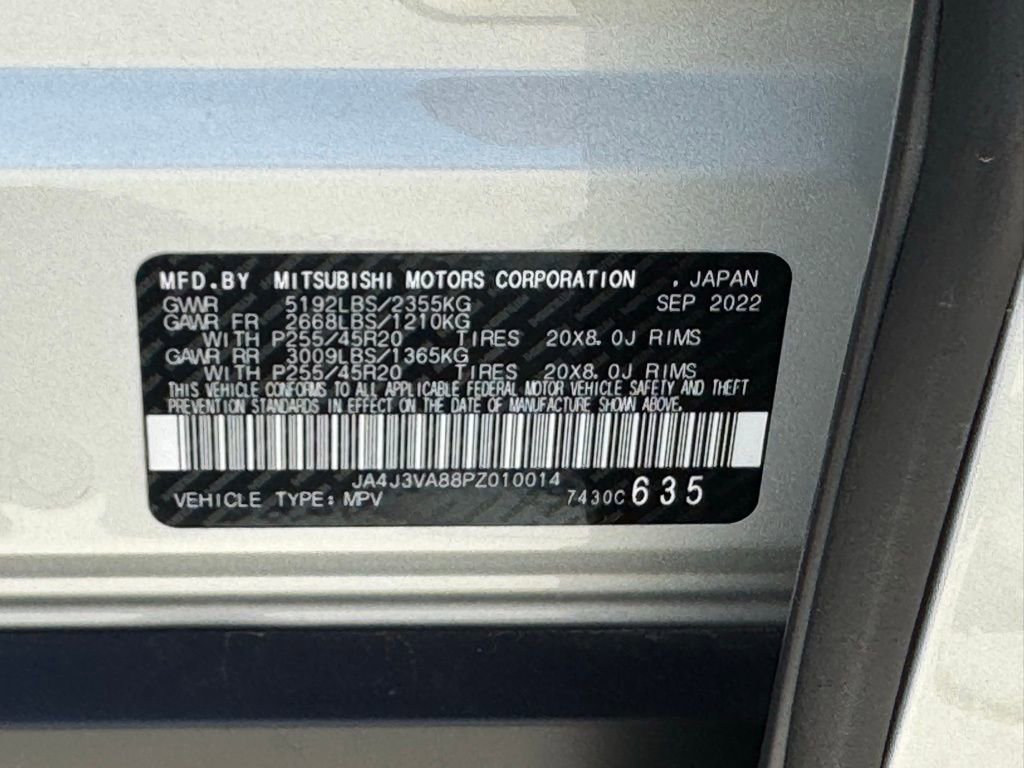 MFD.BY MITSUBISHI MOTORS CORPORATION , JAPAN
GWR 5192LBS/2355KG SEP 2022
GAWR FR 2668LBS/1210KG
WITH P255/45R20 TIRES 20X8.0J RIMS
GAWR RR 3009LBS/1365KG
WITH P255/45R20 TIRES 20X8.0J RIMS
THIS VEHICLE CONFORMS TO ALL APPLICABLE FEDERAL MOTOR VEHICLE SAFETY AND THEFT
PREVENTION STANDARDS IN EFFECT ON THE DATE OF MANUFACTURE SHOWN ABOVE.
JA4J3VA88PZ010014
VEHICLE TYPE: MPV 7430C 635